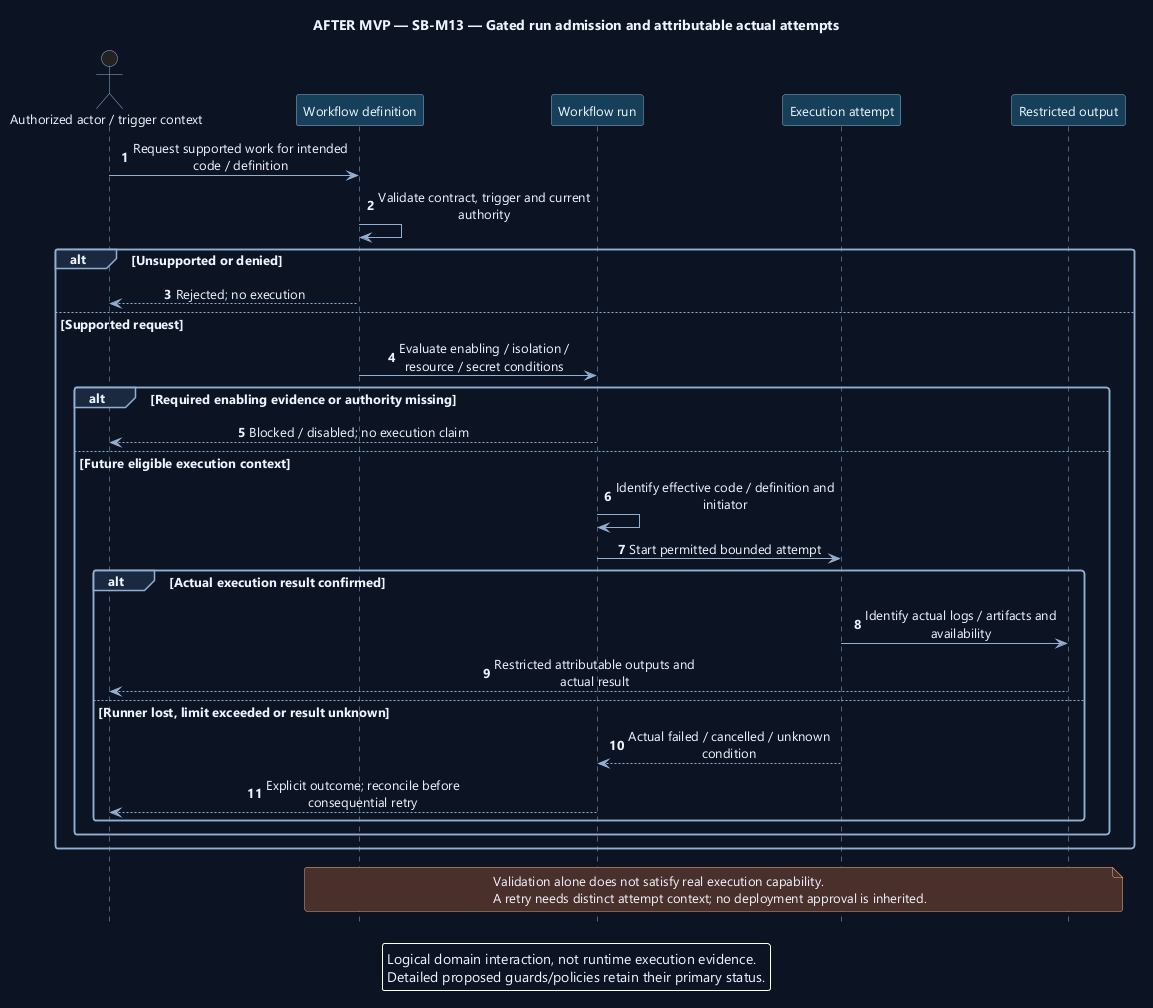 AFTER MVP — SB-M13 — Gated run admission and attributable actual attempts
Authorized actor / trigger context
Workflow definition
Workflow run
Execution attempt
Restricted output
1 Request supported work for intended
code / definition
2 Validate contract, trigger and current
authority
alt [Unsupported or denied]
3 Rejected; no execution
[Supported request]
4 Evaluate enabling / isolation /
resource / secret conditions
alt [Required enabling evidence or authority missing]
5 Blocked / disabled; no execution claim
[Future eligible execution context]
6 Identify effective code / definition and
initiator
7 Start permitted bounded attempt
alt [Actual execution result confirmed]
8 Identify actual logs / artifacts and
availability
9 Restricted attributable outputs and
actual result
[Runner lost, limit exceeded or result unknown]
10 Actual failed / cancelled / unknown
condition
11 Explicit outcome; reconcile before
consequential retry
Validation alone does not satisfy real execution capability.
A retry needs distinct attempt context; no deployment approval is inherited.
Logical domain interaction, not runtime execution evidence.
Detailed proposed guards/policies retain their primary status.